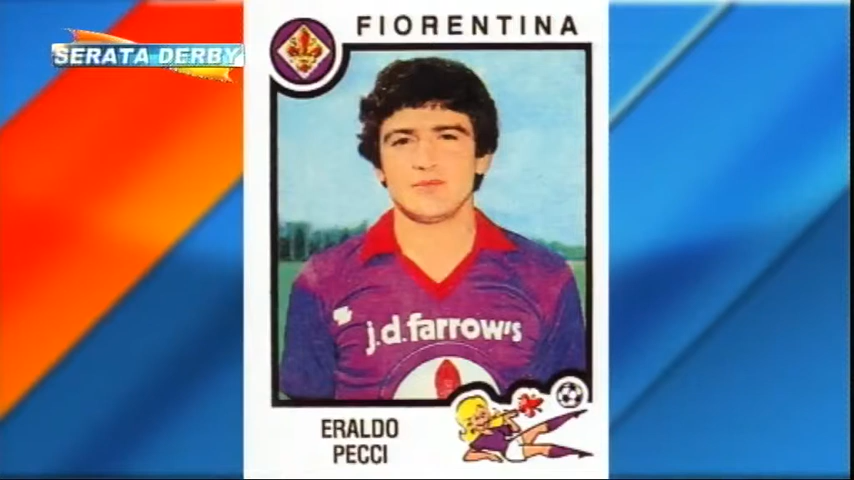 SERATA DERBY
FIORENTINA
j.d. farrow's
ERALDO
PECCI